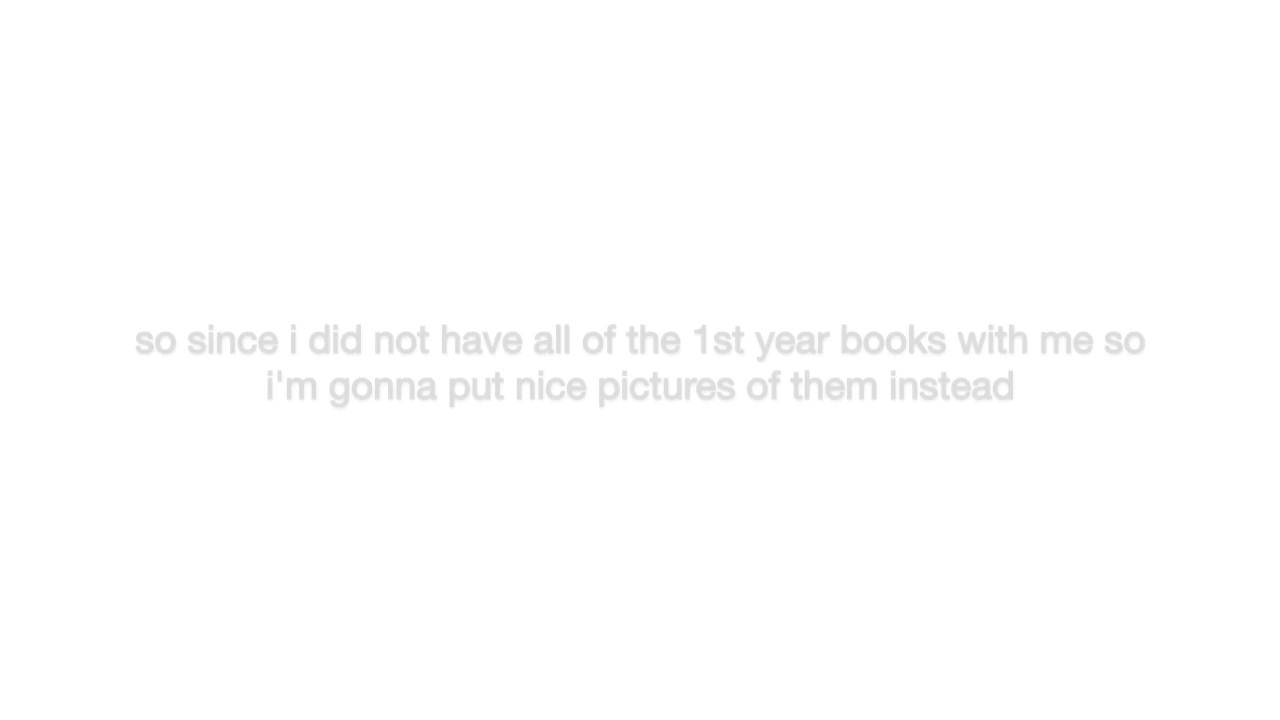 so since i did not have all of the 1st year books with me so
i'm gonna put nice pictures of them instead